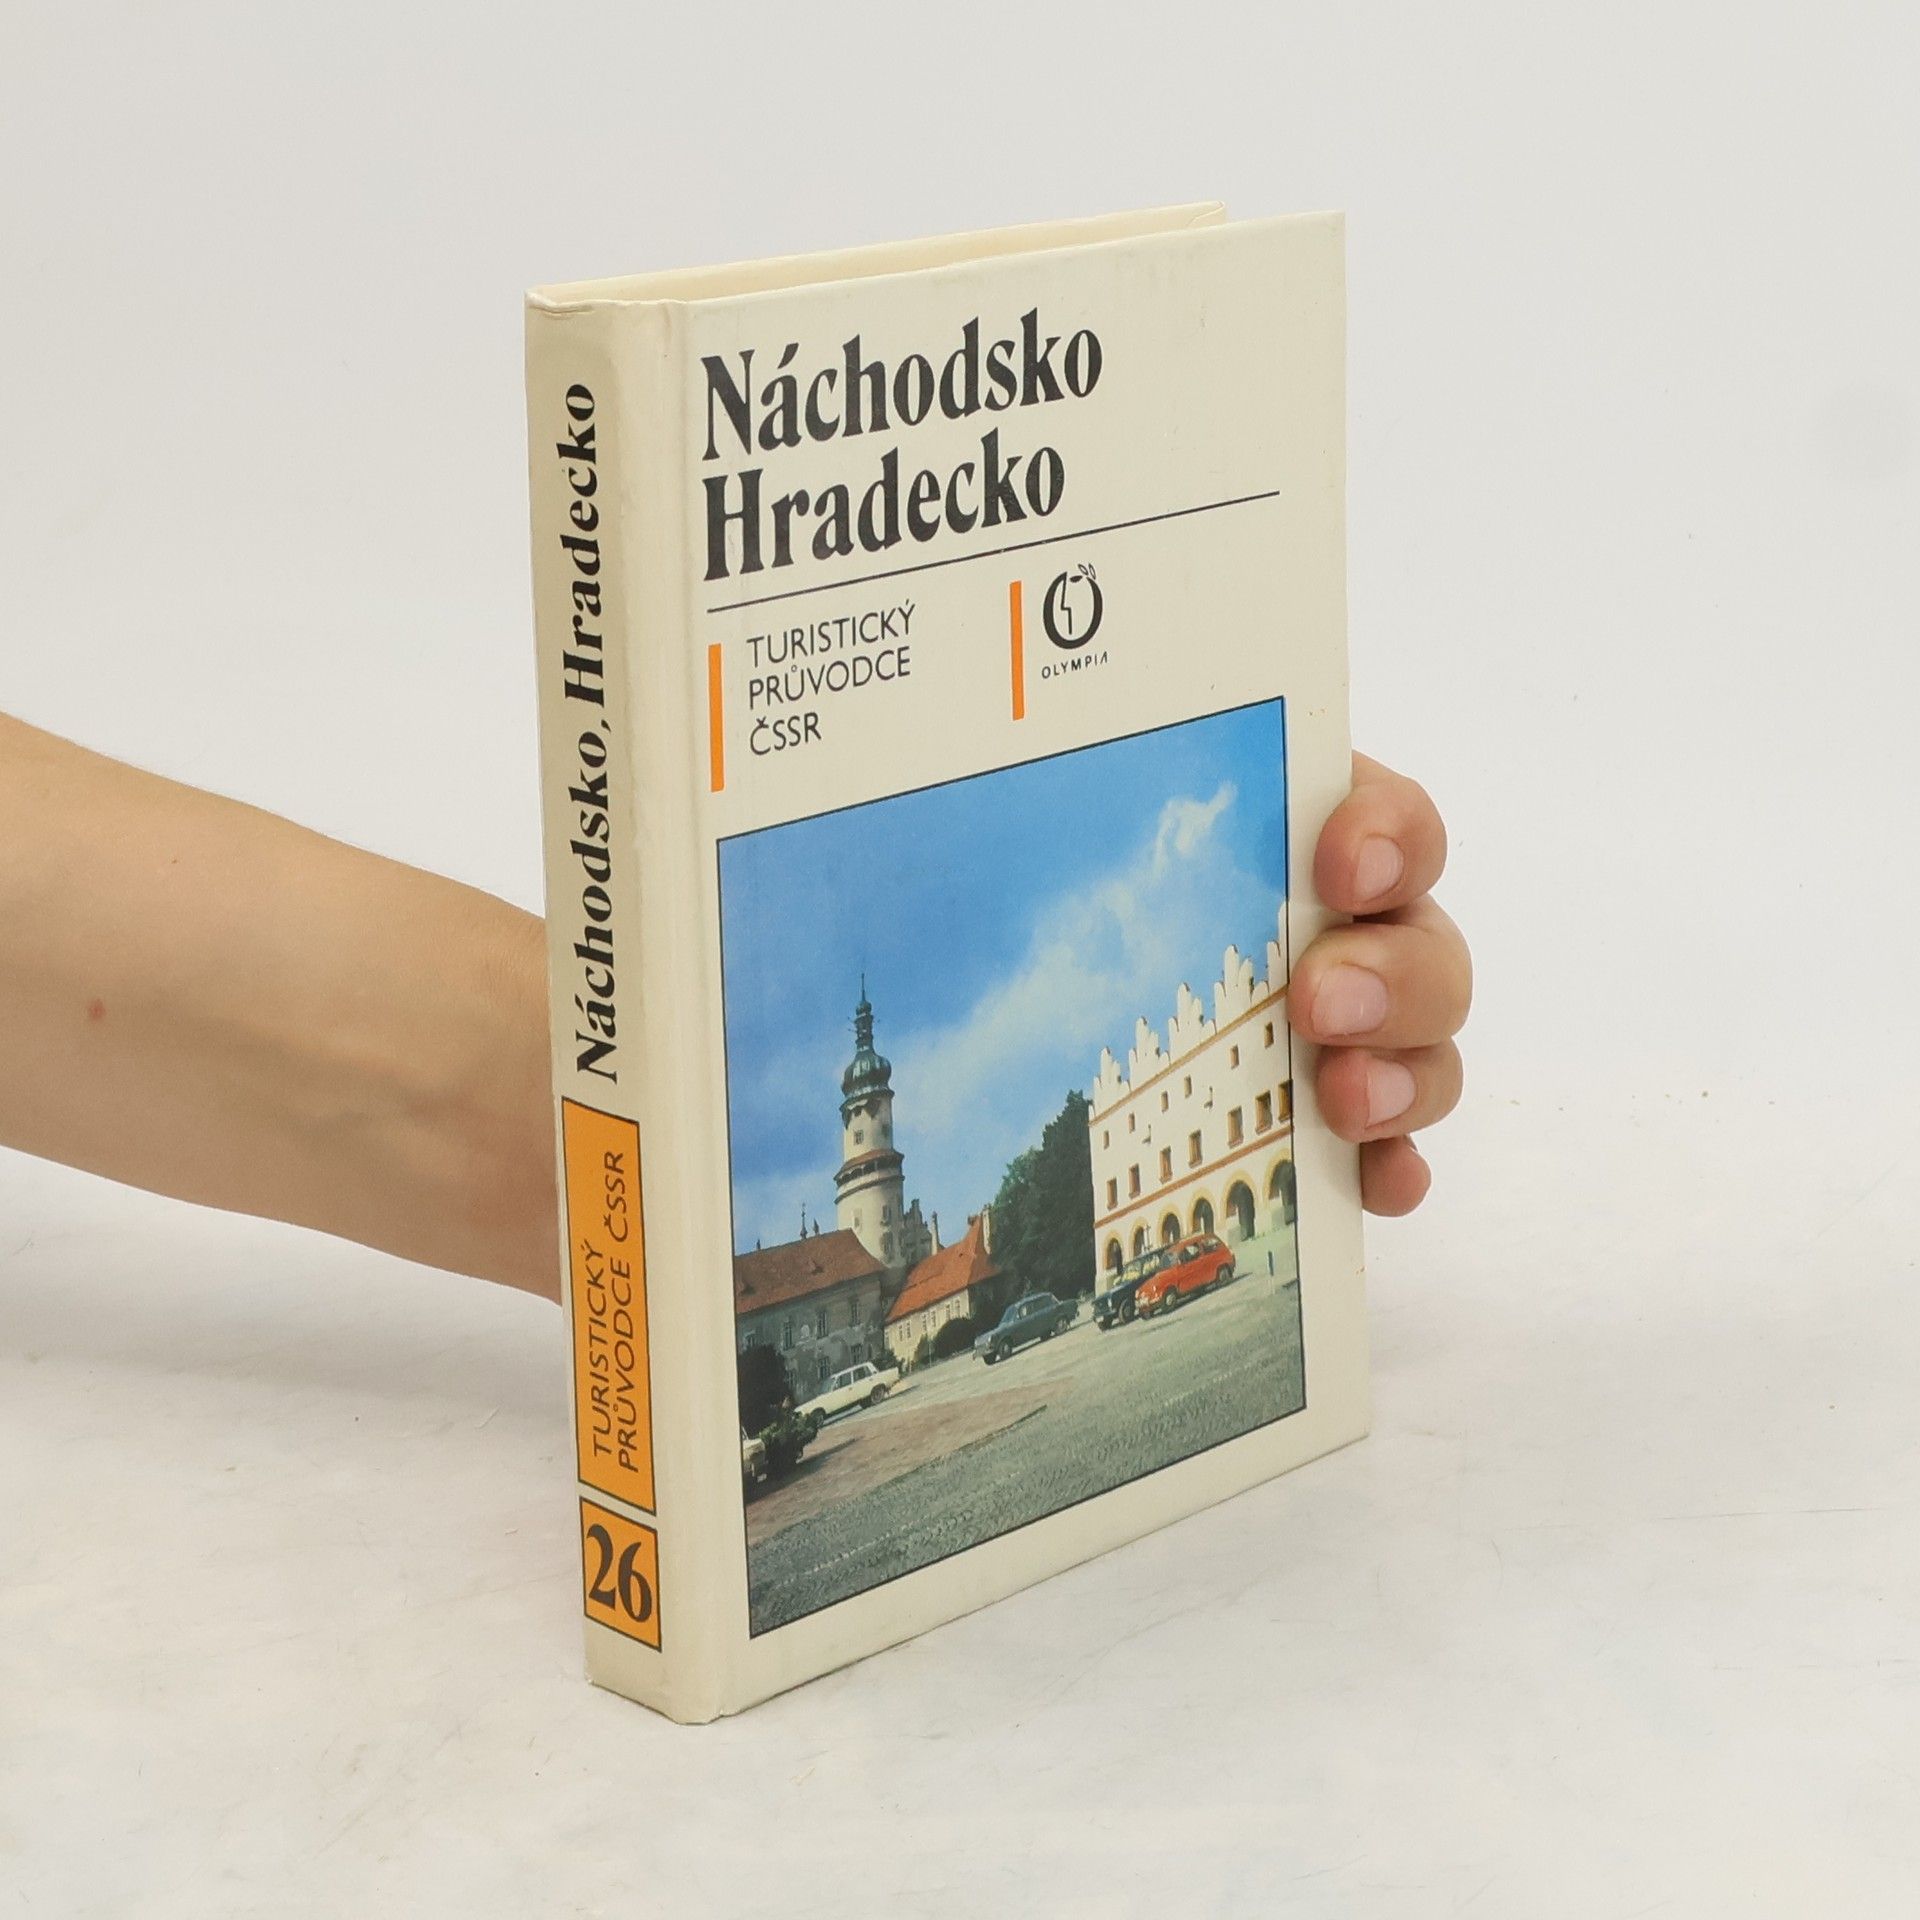 Náchodsko
Hradecko
TURISTICKÝ
PRŮVODCE
ČSSR
OLYMPIA
Náchodsko, Hradecko
TURISTICKÝ
PRŮVODCE ČSSR
26